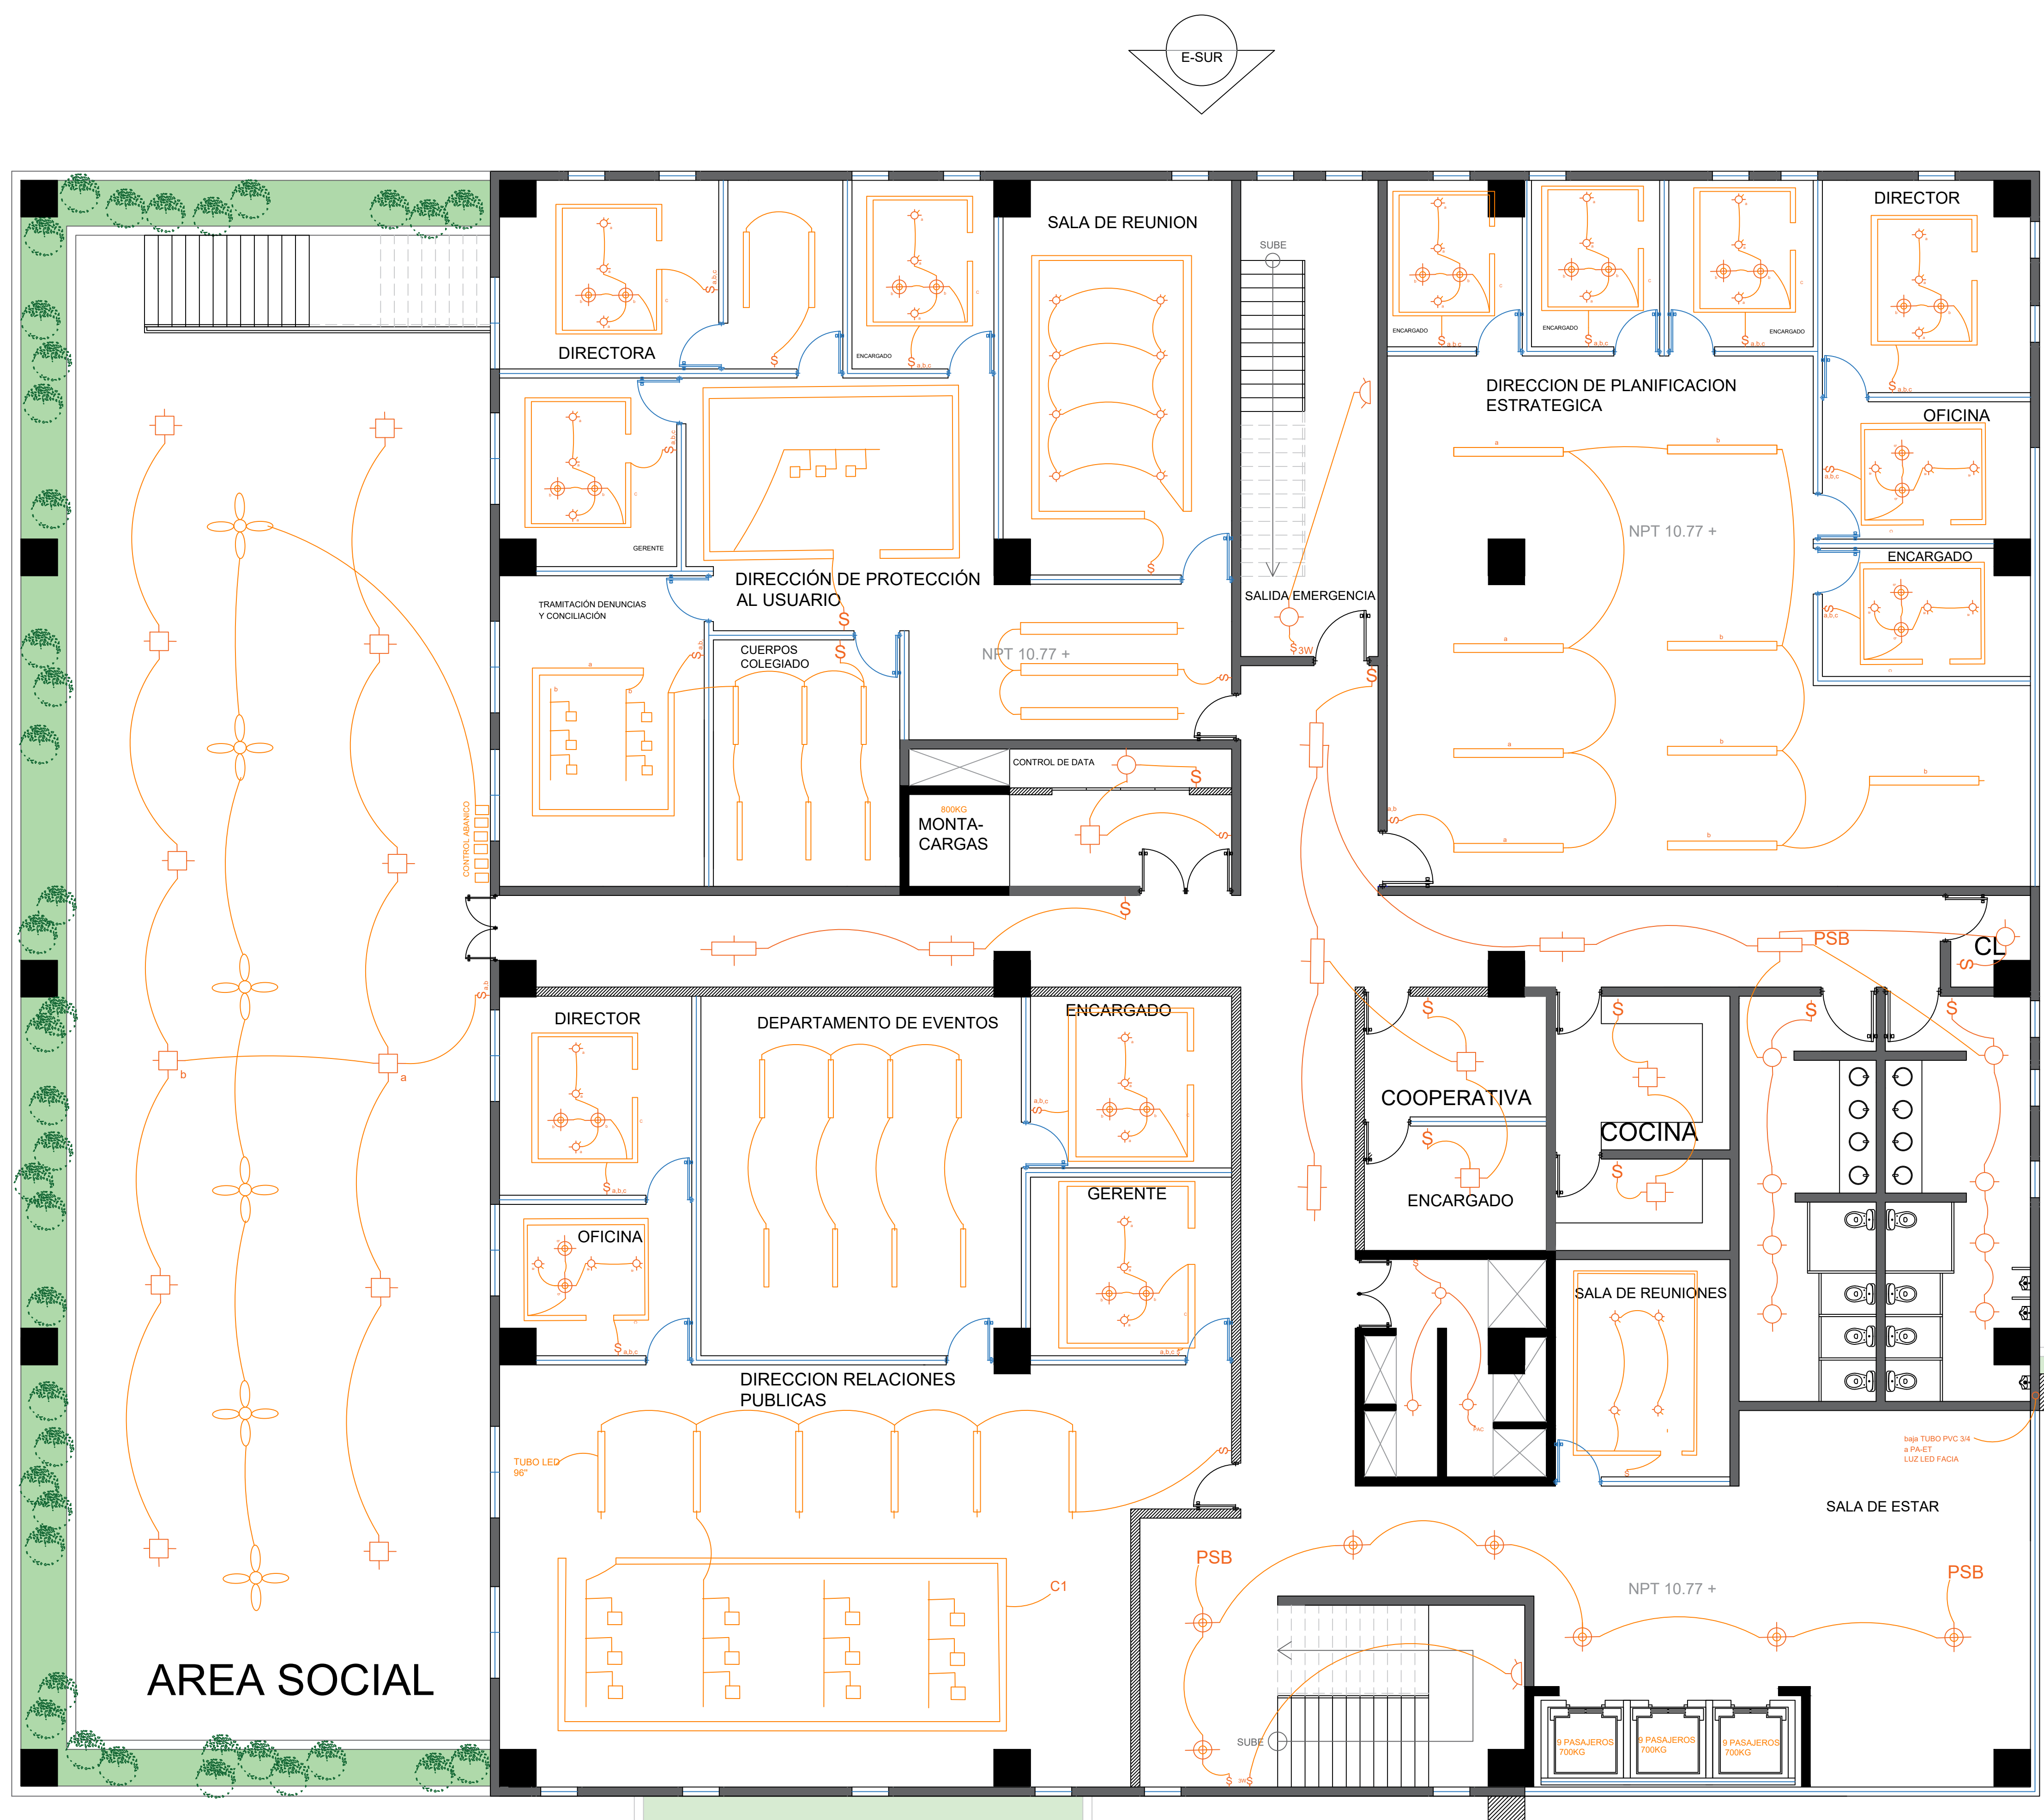 E-SUR
DIRECTOR
SALA DE REUNION
SUBE
DIRECTORA
ENCARGADO
S a,b,c
S a,b,c
S
ENCARGADO
S a,b,c
ENCARGADO
S a,b,c
ENCARGADO
S a,b,c
S a,b,c
DIRECCION DE PLANIFICACION
ESTRATEGICA
OFICINA
S a,b,c
S
a,b,c
a
b
GERENTE
NPT 10.77 +
ENCARGADO
DIRECCIÓN DE PROTECCIÓN
AL USUARIO
S
SALIDA EMERGENCIA
TRAMITACIÓN DENUNCIAS
Y CONCILIACIÓN
S
a,b,c
S
S 3W
CUERPOS
COLEGIADO
S
S a,b
NPT 10.77 +
a
b
a
b
b
S
S
CONTROL DE DATA
S
a
b
b
800KG
MONTA-
CARGAS
S
CONTROL ABANICO
a,b
S
a
b
S
PSB
CL
S
S a,b
DIRECTOR
DEPARTAMENTO DE EVENTOS
ENCARGADO
S
S
S
S
b
a
a,b,c
S
COOPERATIVA
COCINA
S
S
S a,b,c
GERENTE
ENCARGADO
OFICINA
S
SALA DE REUNIONES
S a,b,c
a,b,c S
DIRECCION RELACIONES
PUBLICAS
PAC
baja TUBO PVC 3/4
a PA-ET
LUZ LED FACIA
TUBO LED
96"
S
S
SALA DE ESTAR
PSB
C1
PSB
NPT 10.77 +
AREA SOCIAL
SUBE
9 PASAJEROS
700KG
9 PASAJEROS
700KG
9 PASAJEROS
700KG
S 3W S